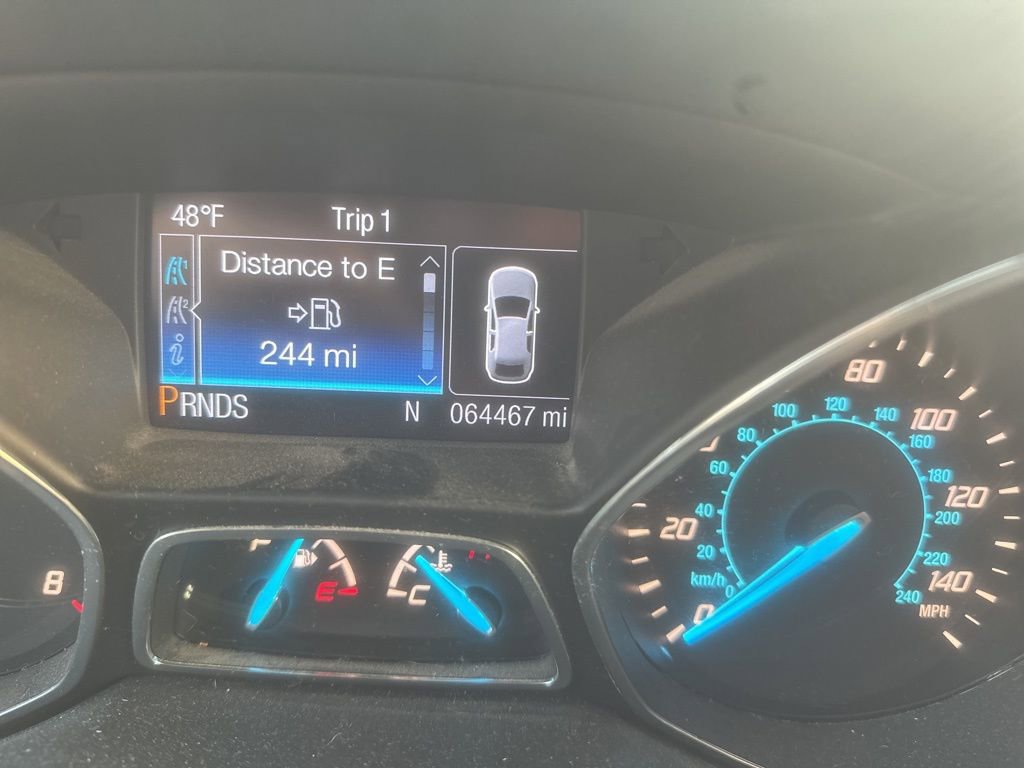 48°F Trip 1
Distance to E
2
i
244 mi
PRNDS N 064467 mi
80
100 120 140 100
80 160
60 180 120
40 200
20 20 220
km/h 0 240 140
0 MPH
8
F E C H